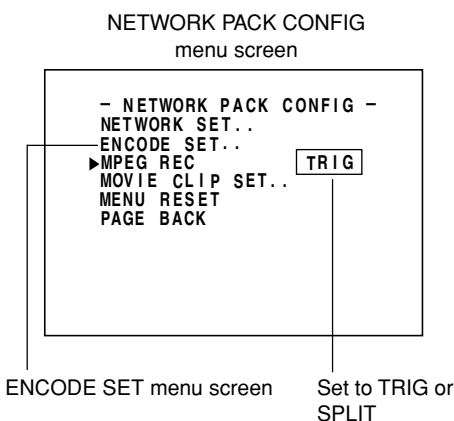 NETWORK PACK CONFIG
menu screen
– NETWORK PACK CONFIG –
NETWORK SET..
ENCODE SET..
▶MPEG REC TRIG
MOVIE CLIP SET..
MENU RESET
PAGE BACK
ENCODE SET menu screen
Set to TRIG or
SPLIT